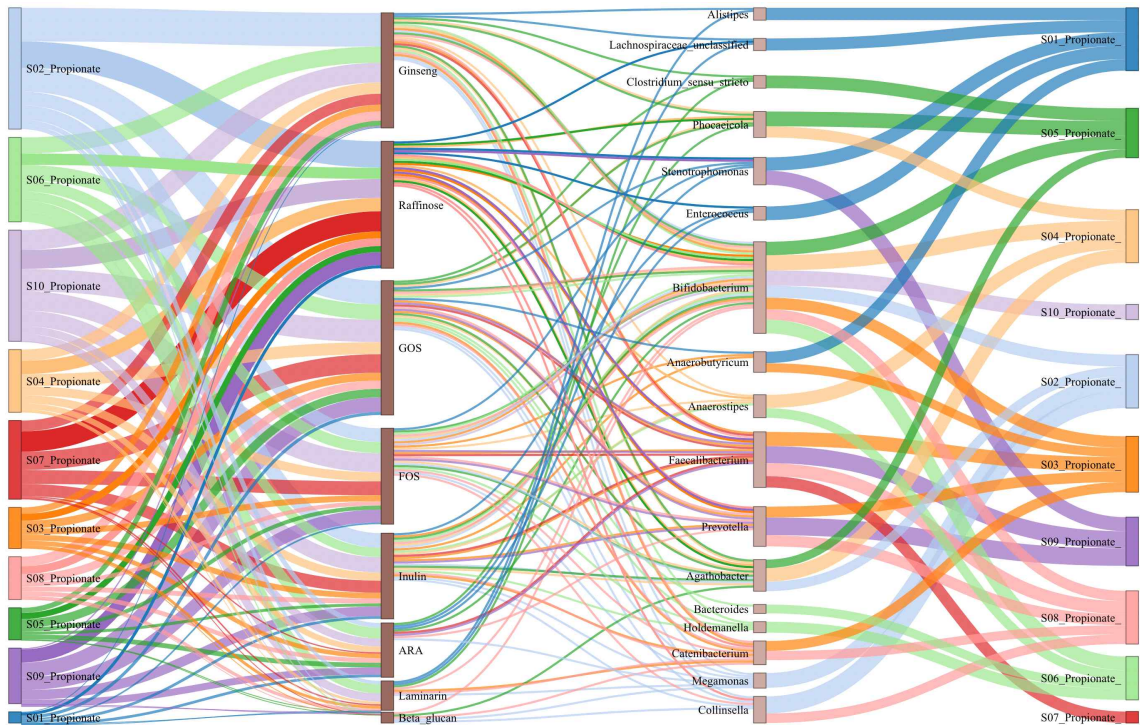 S02_Propionate
S06_Propionate
S10_Propionate
S04_Propionate
S07_Propionate
S03_Propionate
S08_Propionate
S05_Propionate
S09_Propionate
S01_Propionate
Ginseng
Raffinose
GOS
FOS
Inulin
ARA
Laminarin
Beta_glucan
Alistipes
Lachnospiraceae_unclassified
Clostridium_sensu_stricto
Phocaeicola
Stenotrophomonas
Enterococcus
Bifidobacterium
Anaerobutyricum
Anaerostipes
Faecalibacterium
Prevotella
Agathobacter
Bacteroides
Holdemanella
Catenibacterium
Megamonas
Collinsella
S01_Propionate_
S05_Propionate_
S04_Propionate_
S10_Propionate_
S02_Propionate_
S03_Propionate_
S09_Propionate_
S08_Propionate_
S06_Propionate_
S07_Propionate_